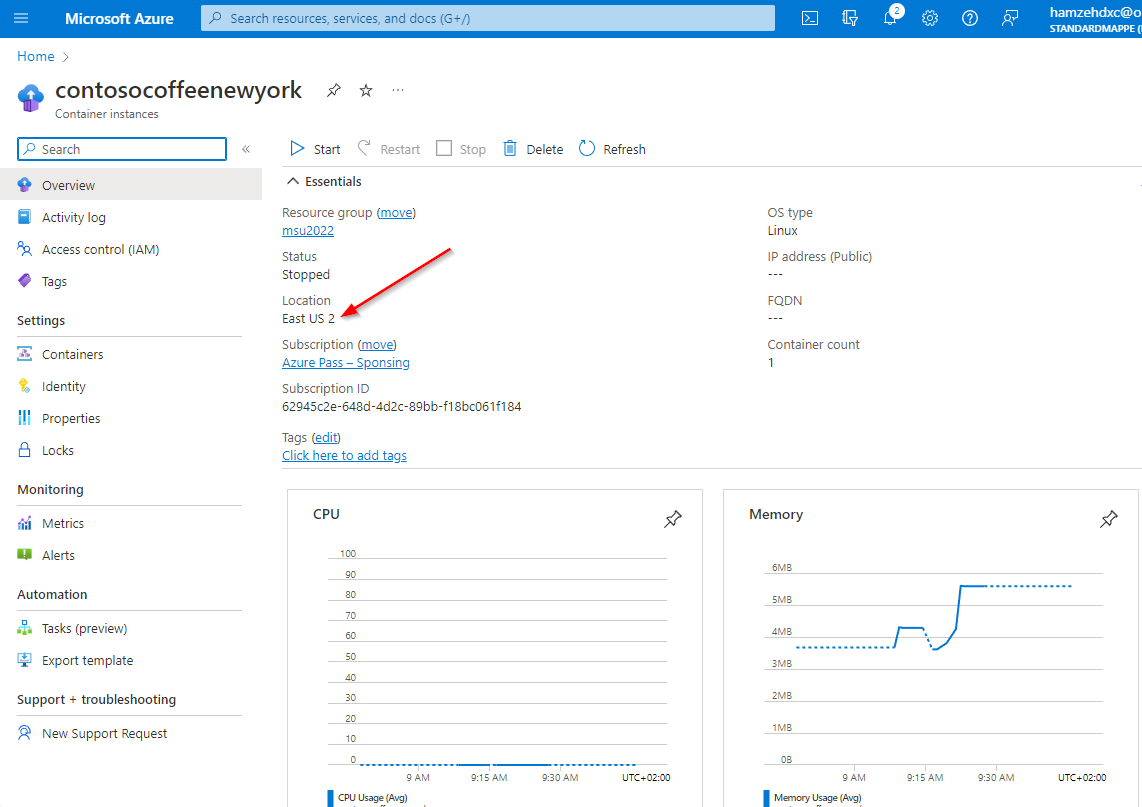 Microsoft Azure
Search resources, services, and docs (G+/)
2
hamzehdxc@o
STANDARDMAPPE (
Home
contosocoffeenewyork
Container instances
Search
Start
Restart
Stop
Delete
Refresh
Overview
Activity log
Access control (IAM)
Tags
Settings
Containers
Identity
Properties
Locks
Monitoring
Metrics
Alerts
Automation
Tasks (preview)
Export template
Support + troubleshooting
New Support Request
Essentials
Resource group (move)
msu2022
Status
Stopped
Location
East US 2
Subscription (move)
Azure Pass – Sponsing
Subscription ID
62945c2e-648d-4d2c-89bb-f18bc061f184
Tags (edit)
Click here to add tags
OS type
Linux
IP address (Public)
---
FQDN
---
Container count
1
CPU
100
90
80
70
60
50
40
30
20
10
0
9 AM 9:15 AM 9:30 AM UTC+02:00
CPU Usage (Avg)
Memory
6MB
5MB
4MB
3MB
2MB
1MB
0B
9 AM 9:15 AM 9:30 AM UTC+02:00
Memory Usage (Avg)